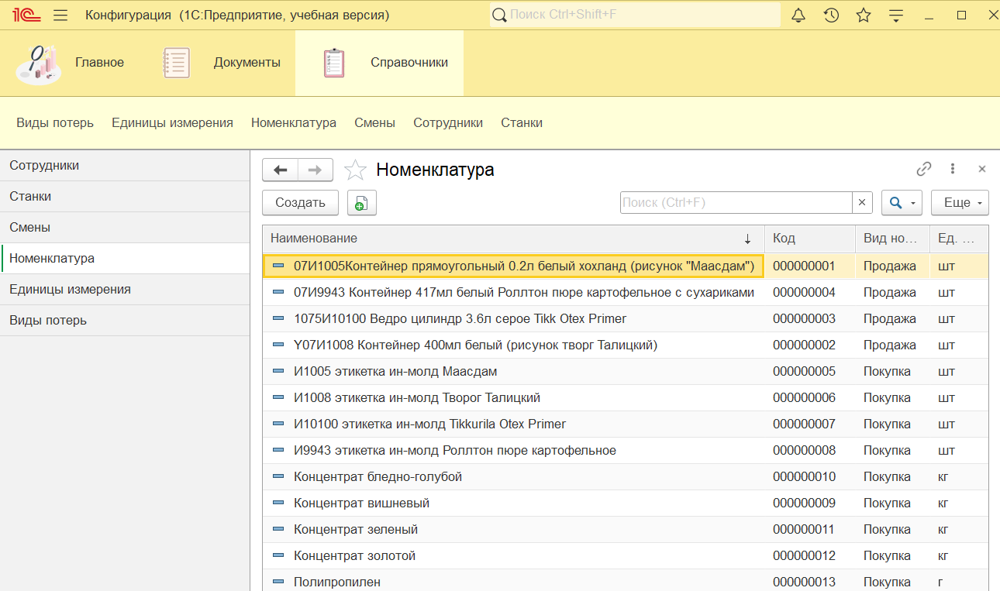 1С Конфигурация (1С:Предприятие, учебная версия) Поиск Ctrl+Shift+F
Главное Документы Справочники
Виды потерь Единицы измерения Номенклатура Смены Сотрудники Станки
Сотрудники
Станки
Смены
Номенклатура
Единицы измерения
Виды потерь
Номенклатура
Создать Поиск (Ctrl+F) × Еще
Наименование ↓ Код Вид но... Ед. ...
07И1005Контейнер прямоугольный 0.2л белый хохланд (рисунок "Маасдам") 000000001 Продажа шт
07И9943 Контейнер 417мл белый Роллтон пюре картофельное с сухариками 000000004 Продажа шт
1075И10100 Ведро цилиндр 3.6л серое Tikk Otex Primer 000000003 Продажа шт
Y07И1008 Контейнер 400мл белый (рисунок творг Талицкий) 000000002 Продажа шт
И1005 этикетка ин-молд Маасдам 000000005 Покупка шт
И1008 этикетка ин-молд Творог Талицкий 000000006 Покупка шт
И10100 этикетка ин-молд Tikkurila Otex Primer 000000007 Покупка шт
И9943 этикетка ин-молд Роллтон пюре картофельное 000000008 Покупка шт
Концентрат бледно-голубой 000000010 Покупка кг
Концентрат вишневый 000000009 Покупка кг
Концентрат зеленый 000000011 Покупка кг
Концентрат золотой 000000012 Покупка кг
Полипропилен 000000013 Покупка г